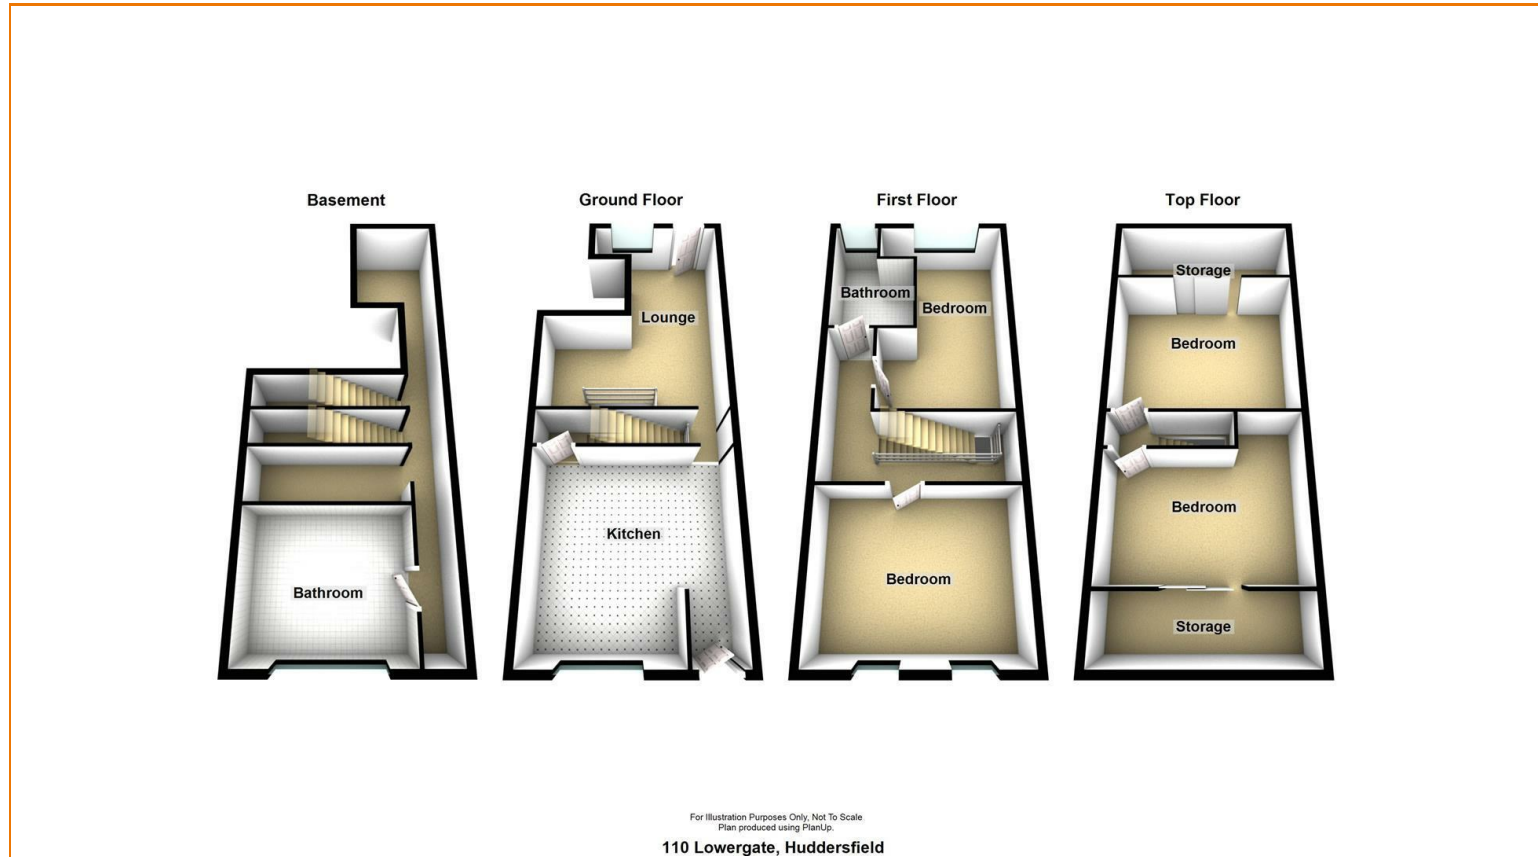 Basement
Ground Floor
First Floor
Top Floor
Storage
Bathroom
Bedroom
Lounge
Bedroom
Bedroom
Kitchen
Bedroom
Bathroom
Storage
For Illustration Purposes Only, Not To Scale
Plan produced using PlanUp.
110 Lowergate, Huddersfield